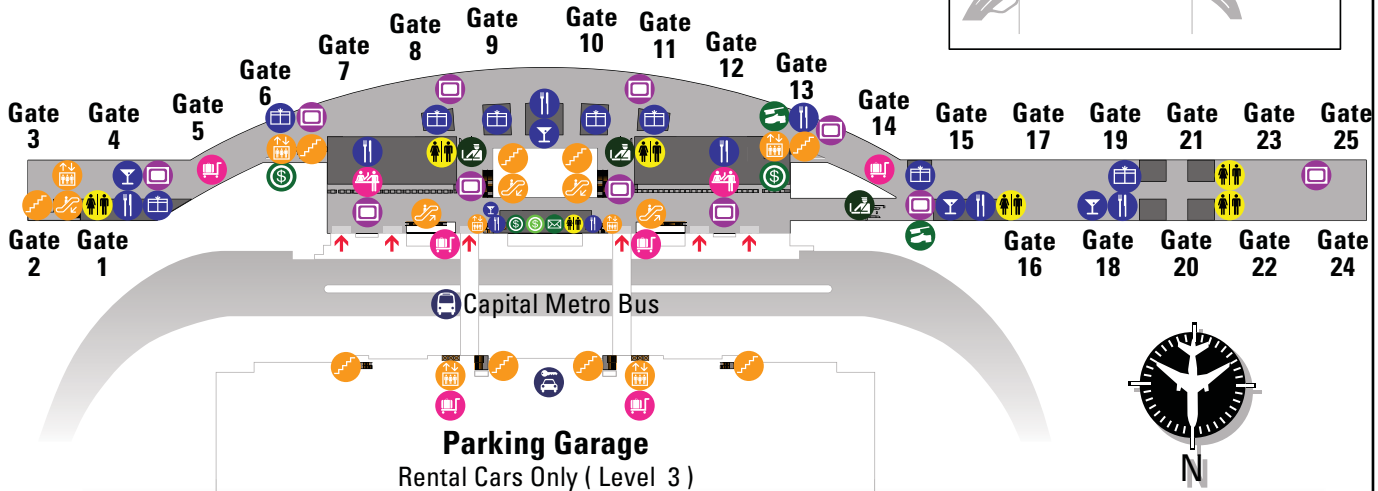 Gate
3
Gate
4
Gate
5
Gate
6
Gate
7
Gate
8
Gate
9
Gate
10
Gate
11
Gate
12
Gate
13
Gate
14
Gate
15
Gate
17
Gate
19
Gate
21
Gate
23
Gate
25
Gate
2
Gate
1
Gate
16
Gate
18
Gate
20
Gate
22
Gate
24
$
$
$
$
Capital Metro Bus
Parking Garage
Rental Cars Only ( Level 3 )
N